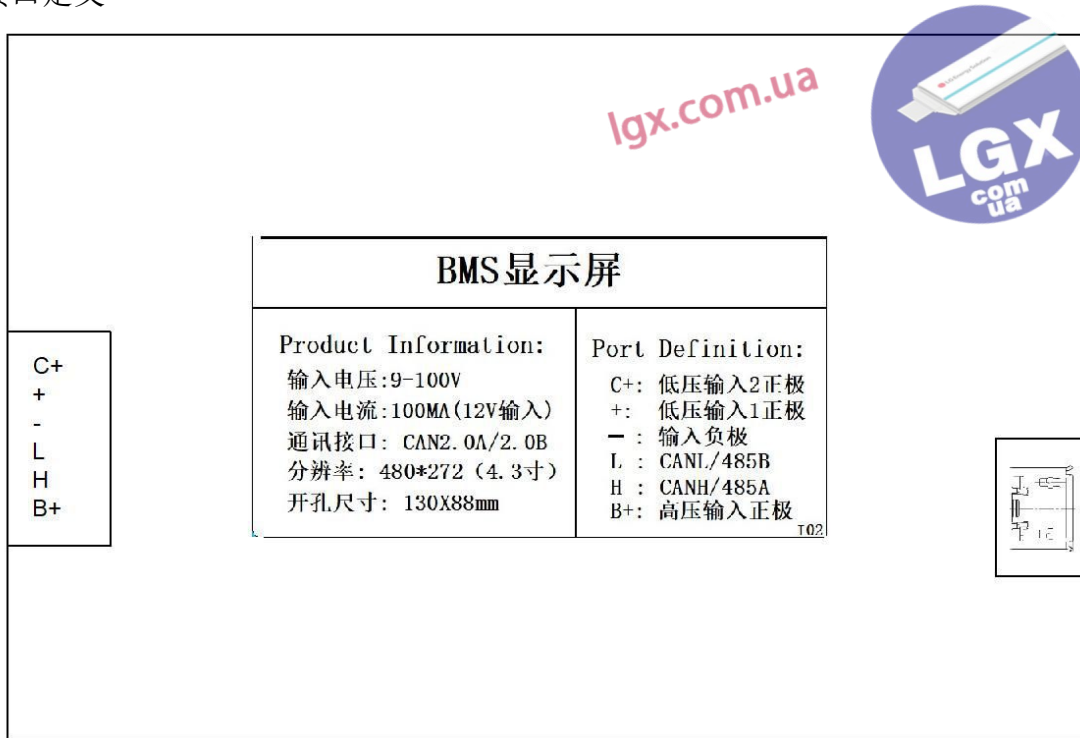 口定义
lgx.com.ua
LGX
com
ua
BMS显示屏
Product Information:
输入电压:9-100V
输入电流:100MA(12V输入)
通讯接口: CAN2.0A/2.0B
分辨率: 480*272 (4.3寸)
开孔尺寸: 130X88mm
Port Definition:
C+: 低压输入2正极
+: 低压输入1正极
— : 输入负极
L : CANL/485B
H : CANH/485A
B+: 高压输入正极
T02
C+
+
-
L
H
B+